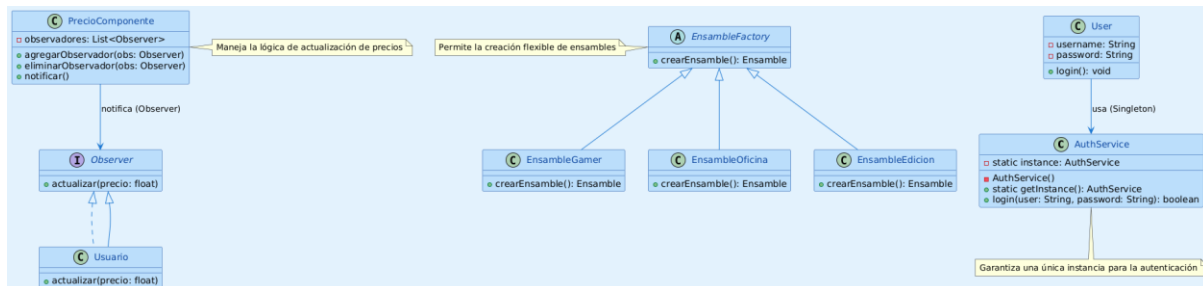 C PrecioComponente
observadores: List<Observer>
agregarObservador(obs: Observer)
eliminarObservador(obs: Observer)
notificar()
Maneja la lógica de actualización de precios
notifica (Observer)
I Observer
actualizar(precio: float)
C Usuario
actualizar(precio: float)
Permite la creación flexible de ensambles
A EnsambleFactory
crearEnsamble(): Ensamble
C EnsambleGamer
crearEnsamble(): Ensamble
C EnsambleOficina
crearEnsamble(): Ensamble
C EnsambleEdicion
crearEnsamble(): Ensamble
C User
username: String
password: String
login(): void
usa (Singleton)
C AuthService
static instance: AuthService
AuthService()
static getInstance(): AuthService
login(user: String, password: String): boolean
Garantiza una única instancia para la autenticación